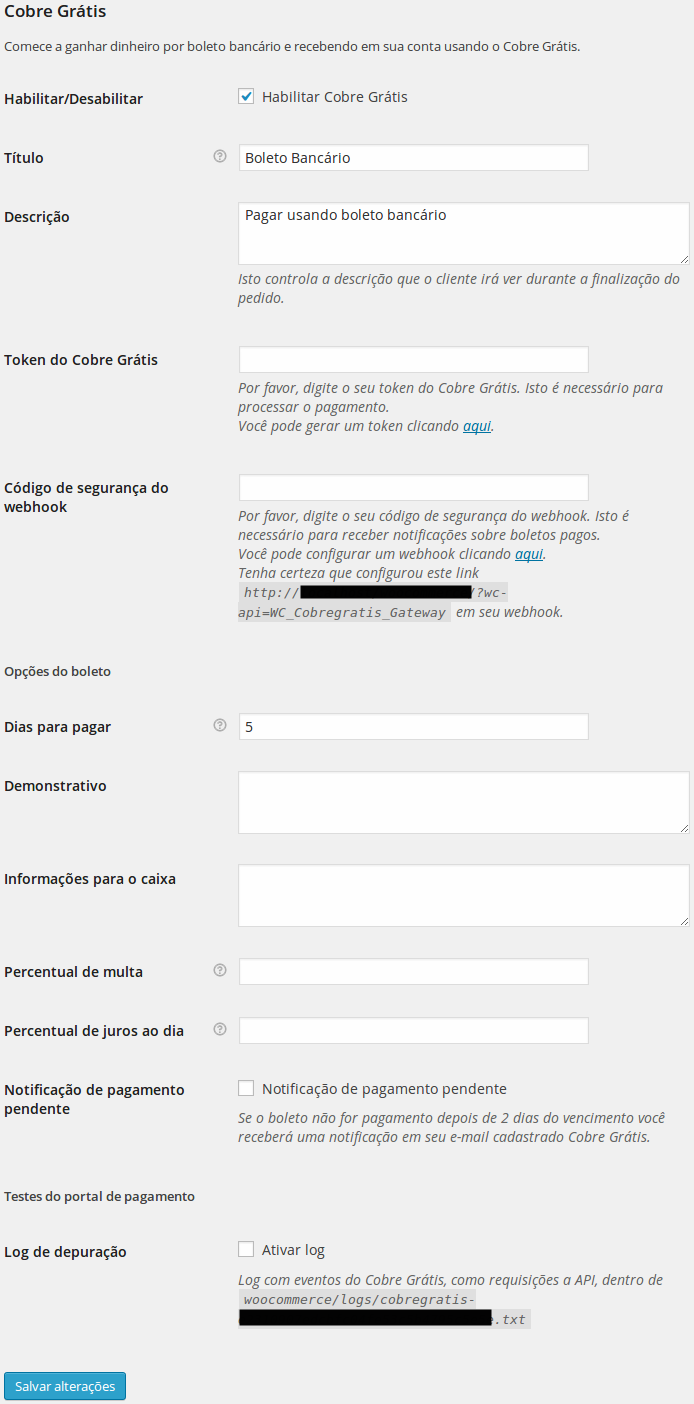 Cobre Grátis
Comece a ganhar dinheiro por boleto bancário e recebendo em sua conta usando o Cobre Grátis.
Habilitar/Desabilitar
Habilitar Cobre Grátis
Título
Boleto Bancário
Descrição
Pagar usando boleto bancário
Isto controla a descrição que o cliente irá ver durante a finalização do
pedido.
Token do Cobre Grátis
Por favor, digite o seu token do Cobre Grátis. Isto é necessário para
processar o pagamento.
Você pode gerar um token clicando aqui.
Código de segurança do
webhook
Por favor, digite o seu código de segurança do webhook. Isto é
necessário para receber notificações sobre boletos pagos.
Você pode configurar um webhook clicando aqui.
Tenha certeza que configurou este link
http:// /?wc-
api=WC_Cobregratis_Gateway em seu webhook.
Opções do boleto
Dias para pagar
5
Demonstrativo
Informações para o caixa
Percentual de multa
Percentual de juros ao dia
Notificação de pagamento
pendente
Notificação de pagamento pendente
Se o boleto não for pagamento depois de 2 dias do vencimento você
receberá uma notificação em seu e-mail cadastrado Cobre Grátis.
Testes do portal de pagamento
Log de depuração
Ativar log
Log com eventos do Cobre Grátis, como requisições a API, dentro de
woocommerce/logs/cobregratis-
.txt
Salvar alterações